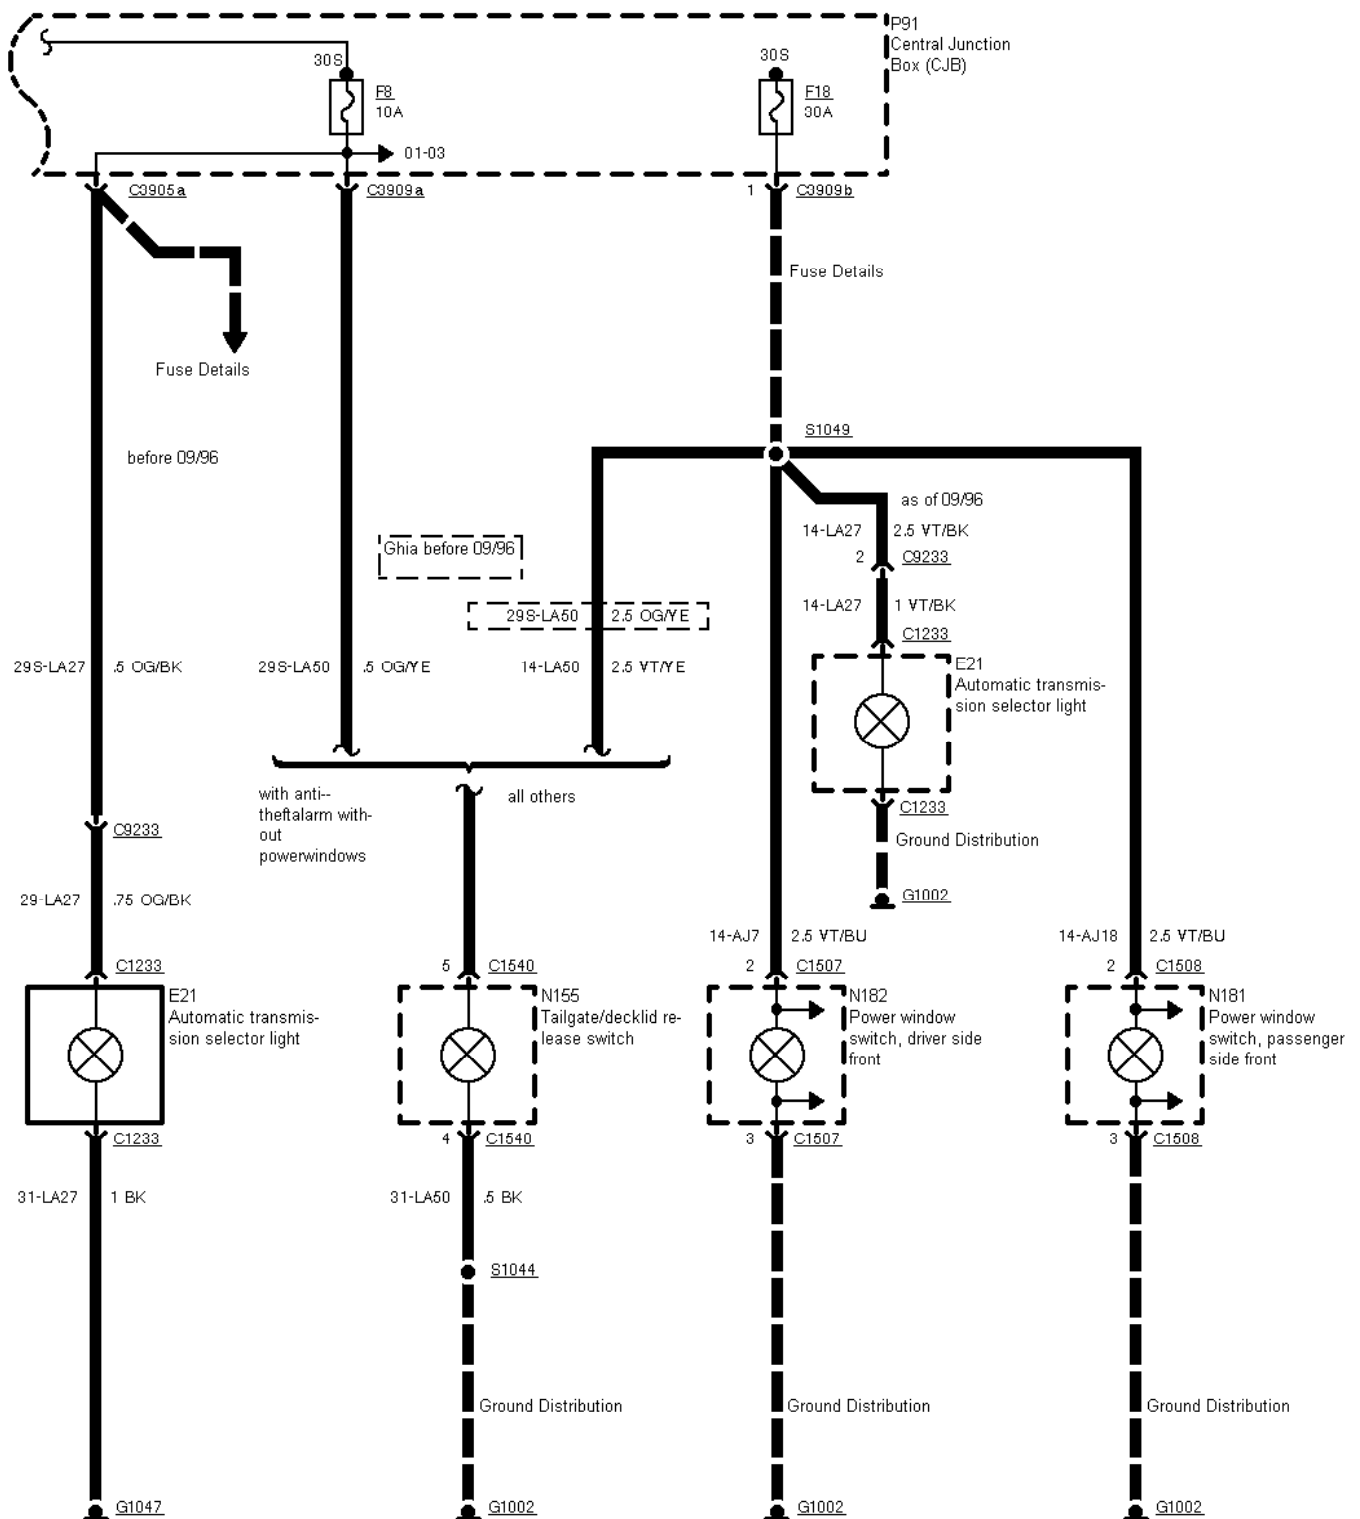 P91
Central Junction
Box (CJB)
30S
30S
F8
10A
F18
30A
01-03
C3905a
C3909a
1
C3909b
Fuse Details
Fuse Details
S1049
before 09/96
as of 09/96
14-LA27
2.5 VT/BK
2
C9233
Ghia before 09/96
14-LA27
1 VT/BK
29S-LA50
2.5 OG/YE
C1233
29S-LA27
.5 OG/BK
29S-LA50
.5 OG/YE
14-LA50
2.5 VT/YE
E21
Automatic transmis-
sion selector light
with anti--
theftalarm with-
out
powerwindows
all others
C1233
C9233
Ground Distribution
29-LA27
.75 OG/BK
G1002
14-AJ7
2.5 VT/BU
14-AJ18
2.5 VT/BU
C1233
5
C1540
2
C1507
2
C1508
E21
Automatic transmis-
sion selector light
N155
Tailgate/decklid re-
lease switch
N182
Power window
switch, driver side
front
N181
Power window
switch, passenger
side front
C1233
4
C1540
3
C1507
3
C1508
31-LA27
1 BK
31-LA50
.5 BK
S1044
Ground Distribution
Ground Distribution
Ground Distribution
G1047
G1002
G1002
G1002